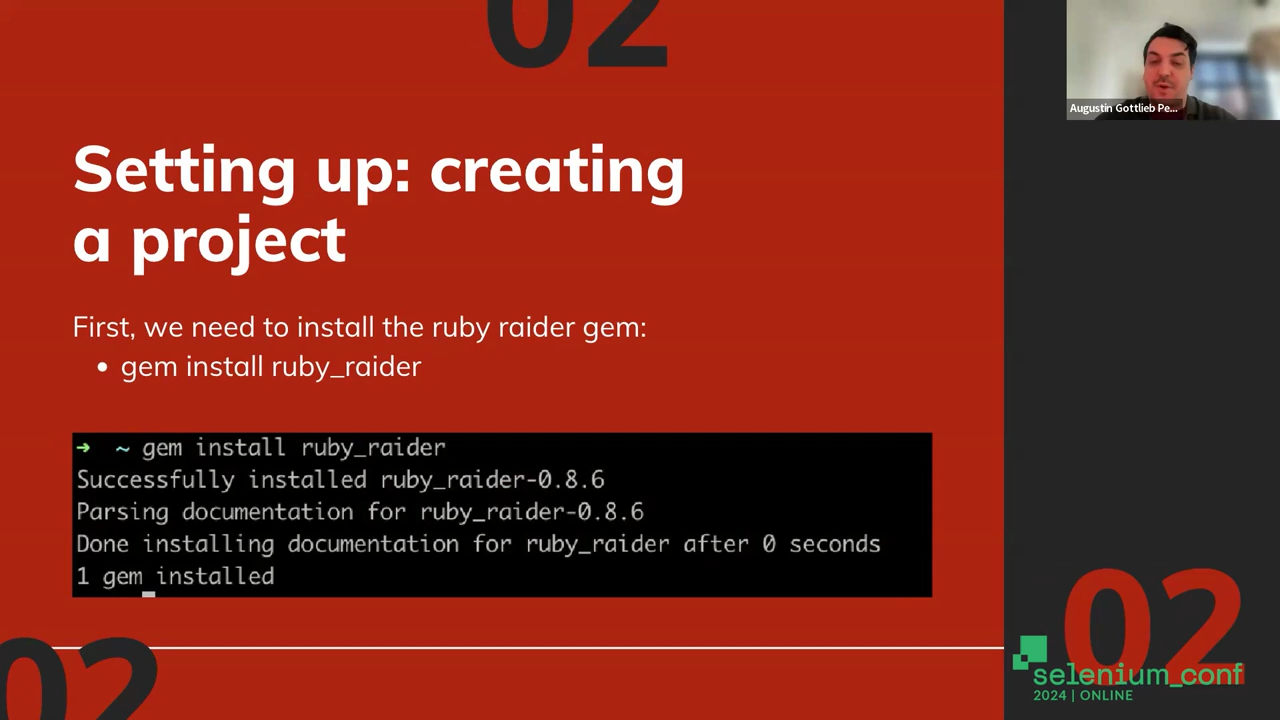 02
Augustín Gottlieb Pe...
Setting up: creating
a project
First, we need to install the ruby raider gem:
• gem install ruby_raider
➜ ~ gem install ruby_raider
Successfully installed ruby_raider-0.8.6
Parsing documentation for ruby_raider-0.8.6
Done installing documentation for ruby_raider after 0 seconds
1 gem installed
02
02
selenium_conf
2024 | ONLINE